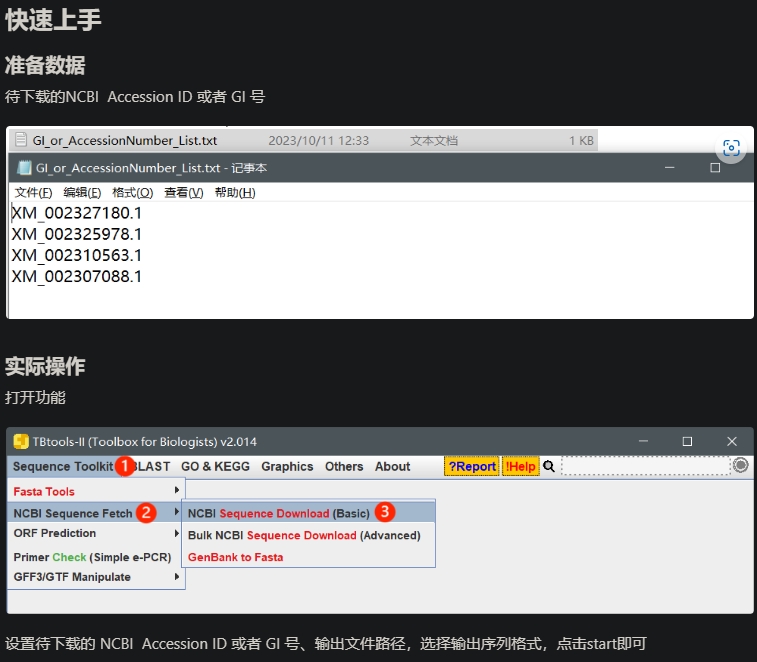 快速上手
准备数据
待下载的NCBI  Accession ID 或者 GI 号
GI_or_AccessionNumber_List.txt 2023/10/11 12:33 文本文档 1 KB
GI_or_AccessionNumber_List.txt - 记事本
文件(F) 编辑(E) 格式(O) 查看(V) 帮助(H)
XM_002327180.1
XM_002325978.1
XM_002310563.1
XM_002307088.1
实际操作
打开功能
TBtools-II (Toolbox for Biologists) v2.014
Sequence Toolkit 1 BLAST GO & KEGG Graphics Others About ?Report !Help
Fasta Tools
NCBI Sequence Fetch 2 NCBI Sequence Download (Basic) 3
ORF Prediction Bulk NCBI Sequence Download (Advanced)
Primer Check (Simple e-PCR) GenBank to Fasta
GFF3/GTF Manipulate
设置待下载的 NCBI  Accession ID 或者 GI 号、输出文件路径，选择输出序列格式，点击start即可